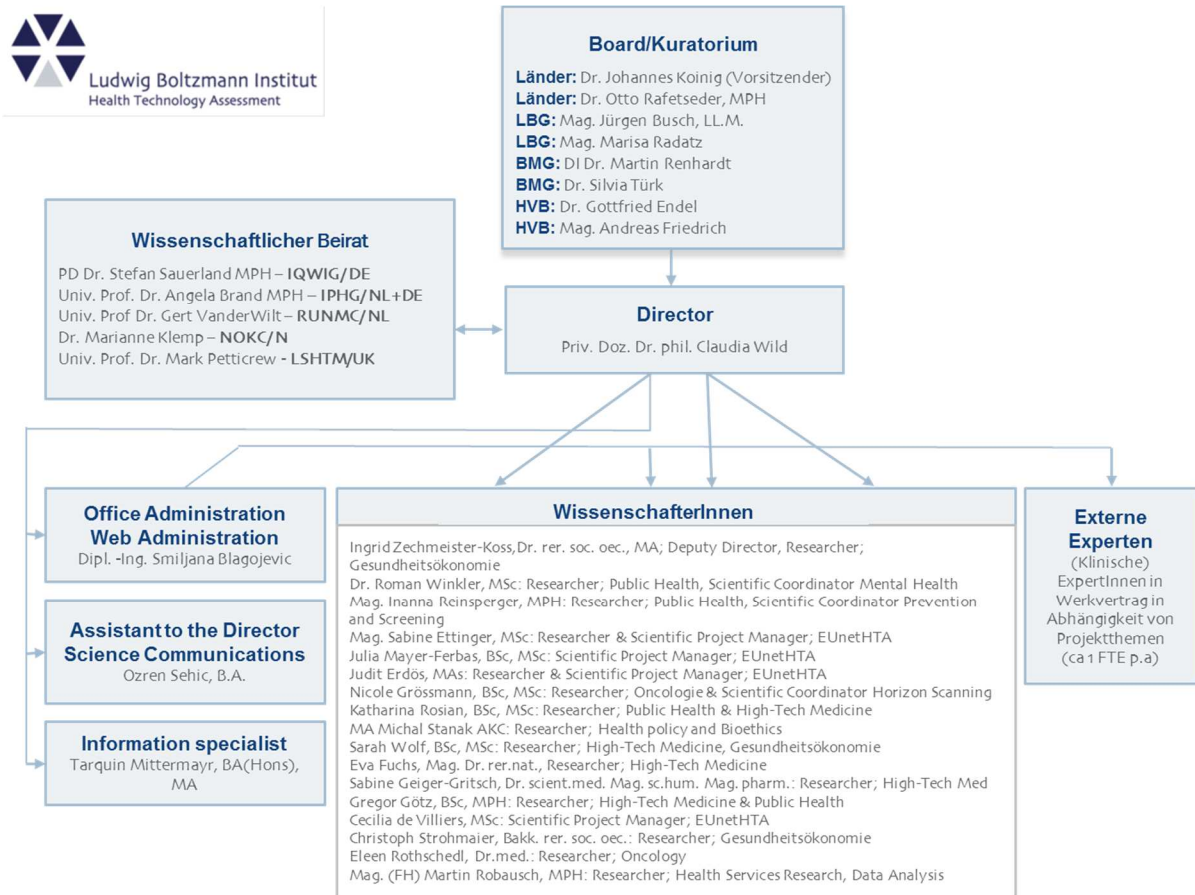 Ludwig Boltzmann Institut
Health Technology Assessment
Board/Kuratorium
Länder: Dr. Johannes Koinig (Vorsitzender)
Länder: Dr. Otto Rafetseder, MPH
LBG: Mag. Jürgen Busch, LL.M.
LBG: Mag. Marisa Radatz
BMG: DI Dr. Martin Renhardt
BMG: Dr. Silvia Türk
HVB: Dr. Gottfried Endel
HVB: Mag. Andreas Friedrich
Wissenschaftlicher Beirat
PD Dr. Stefan Sauerland MPH – IQWIG/DE
Univ. Prof. Dr. Angela Brand MPH – IPHG/NL+DE
Univ. Prof Dr. Gert VanderWilt – RUNMC/NL
Dr. Marianne Klemp – NOKC/N
Univ. Prof. Dr. Mark Petticrew - LSHTM/UK
Director
Priv. Doz. Dr. phil. Claudia Wild
Office Administration
Web Administration
Dipl. -Ing. Smiljana Blagojevic
Assistant to the Director
Science Communications
Ozren Sehic, B.A.
Information specialist
Tarquin Mittermayr, BA(Hons),
MA
WissenschafterInnen
Ingrid Zechmeister-Koss,Dr. rer. soc. oec., MA; Deputy Director, Researcher;
Gesundheitsökonomie
Dr. Roman Winkler, MSc: Researcher; Public Health, Scientific Coordinator Mental Health
Mag. Inanna Reinsperger, MPH: Researcher; Public Health, Scientific Coordinator Prevention
and Screening
Mag. Sabine Ettinger, MSc: Researcher & Scientific Project Manager; EUnetHTA
Julia Mayer-Ferbas, BSc, MSc: Scientific Project Manager; EUnetHTA
Judit Erdös, MAs: Researcher & Scientific Project Manager; EUnetHTA
Nicole Grössmann, BSc, MSc: Researcher; Oncologie & Scientific Coordinator Horizon Scanning
Katharina Rosian, BSc, MSc: Researcher; Public Health & High-Tech Medicine
MA Michal Stanak AKC: Researcher; Health policy and Bioethics
Sarah Wolf, BSc, MSc: Researcher; High-Tech Medicine, Gesundheitsökonomie
Eva Fuchs, Mag. Dr. rer.nat., Researcher; High-Tech Medicine
Sabine Geiger-Gritsch, Dr. scient.med. Mag. sc.hum. Mag. pharm.: Researcher; High-Tech Med
Gregor Götz, BSc, MPH: Researcher; High-Tech Medicine & Public Health
Cecilia de Villiers, MSc: Scientific Project Manager; EUnetHTA
Christoph Strohmaier, Bakk. rer. soc. oec.: Researcher; Gesundheitsökonomie
Eleen Rothschedl, Dr.med.: Researcher; Oncology
Mag. (FH) Martin Robausch, MPH: Researcher; Health Services Research, Data Analysis
Externe
Experten
(Klinische)
ExpertInnen in
Werkvertrag in
Abhängigkeit von
Projektthemen
(ca 1 FTE p.a)